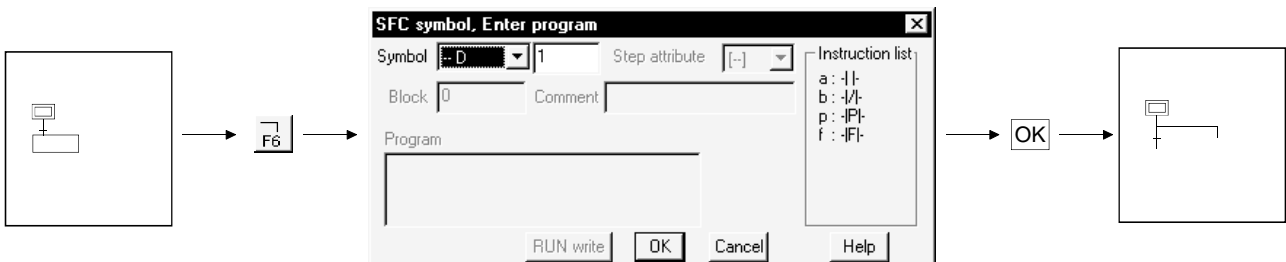 SFC symbol, Enter program
Symbol -- D 1 Step attribute [--]
Block 0 Comment
Program
Instruction list
a : -| |-
b : -|/|-
p : -|P|-
f : -|F|-
RUN write OK Cancel Help
F6
OK